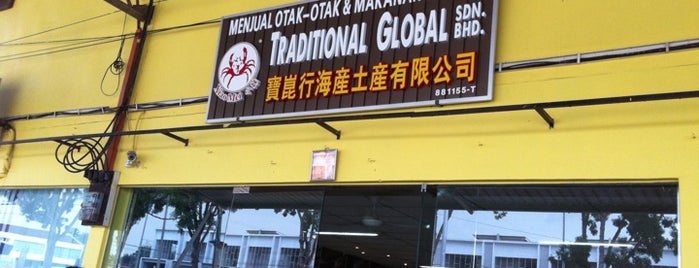 MENJUAL OTAK-OTAK & MAKANAN
TRADITIONAL GLOBAL SDN. BHD.
寶崑行海産土產有限公司
881155-T